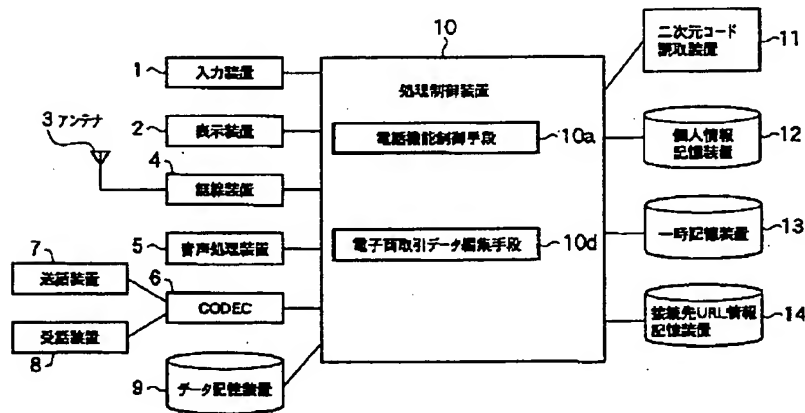 10
処理制御装置
電話機能制御手段
10a
電子商取引データ編集手段
10d
1
入力装置
2
表示装置
3 アンテナ
4
無線装置
5
音声処理装置
6
CODEC
7
送話装置
8
受話装置
9
データ記憶装置
二次元コード
読取装置
11
個人情報
記憶装置
12
一時記憶装置
13
接続先URL情報
記憶装置
14